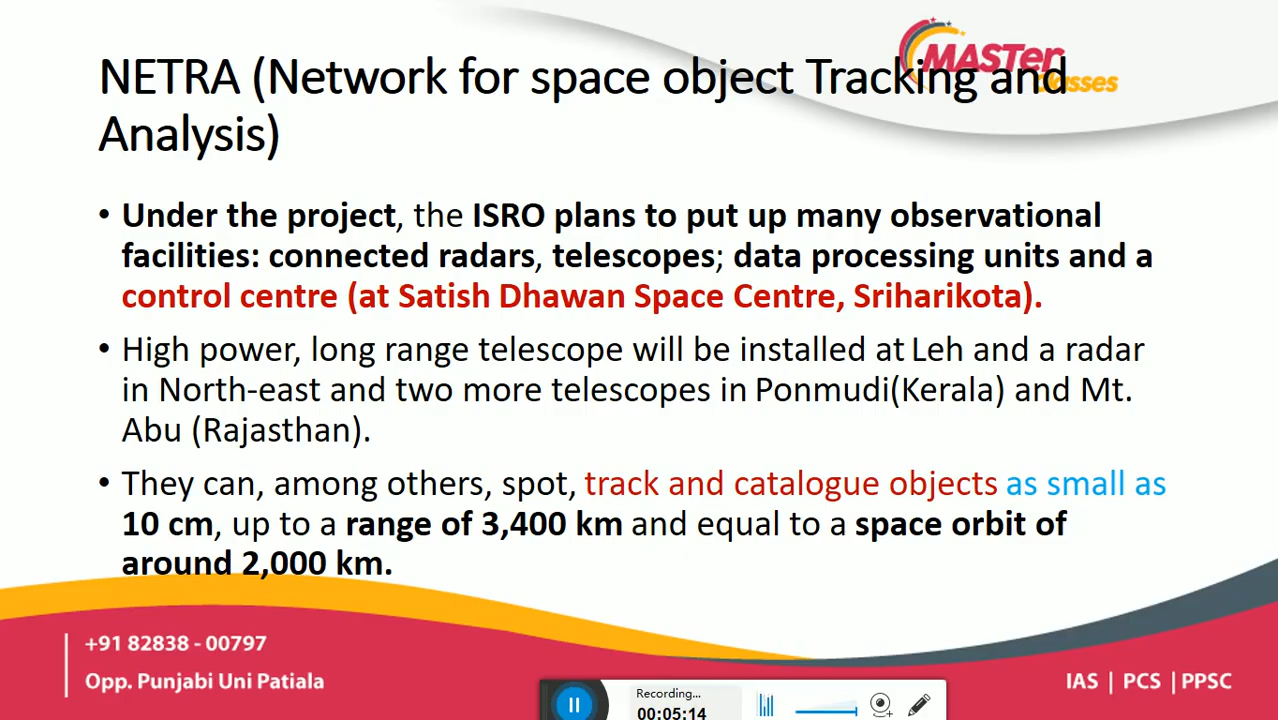 MASTer
classes
NETRA (Network for space object Tracking and
Analysis)
• Under the project, the ISRO plans to put up many observational
facilities: connected radars, telescopes; data processing units and a
control centre (at Satish Dhawan Space Centre, Sriharikota).
• High power, long range telescope will be installed at Leh and a radar
in North-east and two more telescopes in Ponmudi(Kerala) and Mt.
Abu (Rajasthan).
• They can, among others, spot, track and catalogue objects as small as
10 cm, up to a range of 3,400 km and equal to a space orbit of
around 2,000 km.
+91 82838 - 00797
Opp. Punjabi Uni Patiala
IAS | PCS | PPSC
Recording...
00:05:14